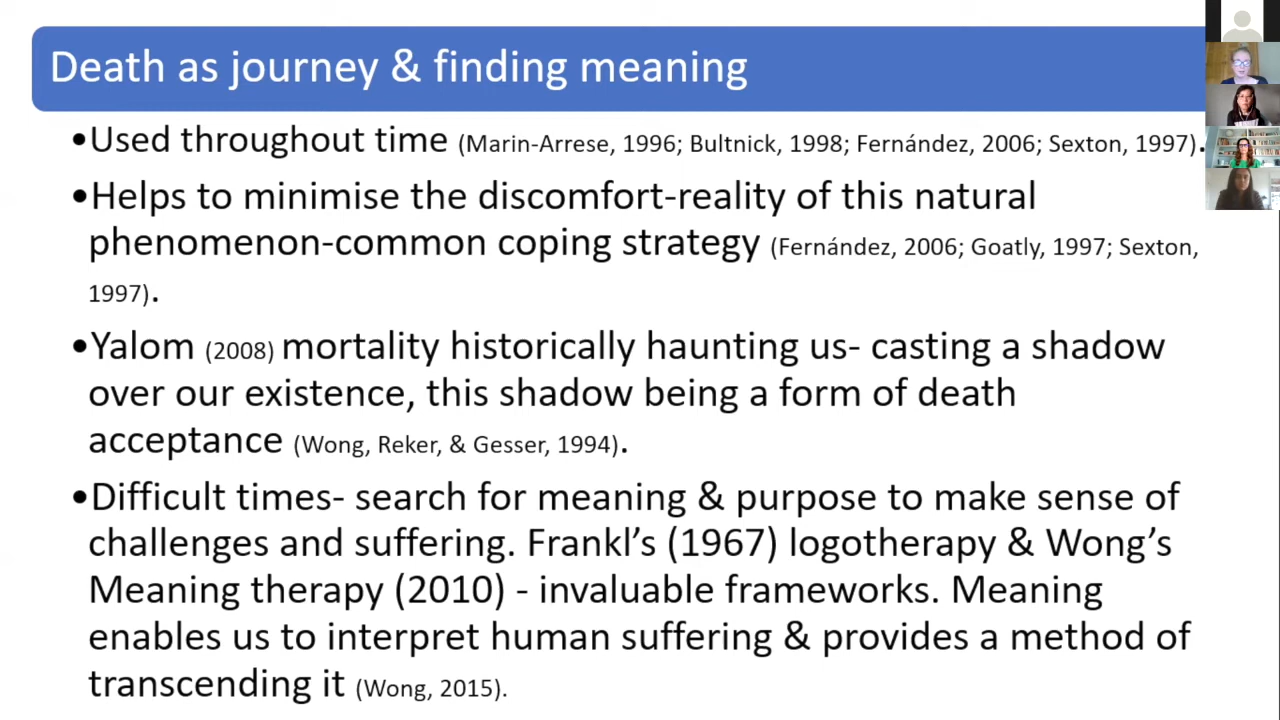 Death as journey & finding meaning
•Used throughout time (Marin-Arrese, 1996; Bultnick, 1998; Fernández, 2006; Sexton, 1997).
•Helps to minimise the discomfort-reality of this natural
phenomenon-common coping strategy (Fernández, 2006; Goatly, 1997; Sexton,
1997).
•Yalom (2008) mortality historically haunting us- casting a shadow
over our existence, this shadow being a form of death
acceptance (Wong, Reker, & Gesser, 1994).
•Difficult times- search for meaning & purpose to make sense of
challenges and suffering. Frankl’s (1967) logotherapy & Wong’s
Meaning therapy (2010) - invaluable frameworks. Meaning
enables us to interpret human suffering & provides a method of
transcending it (Wong, 2015).